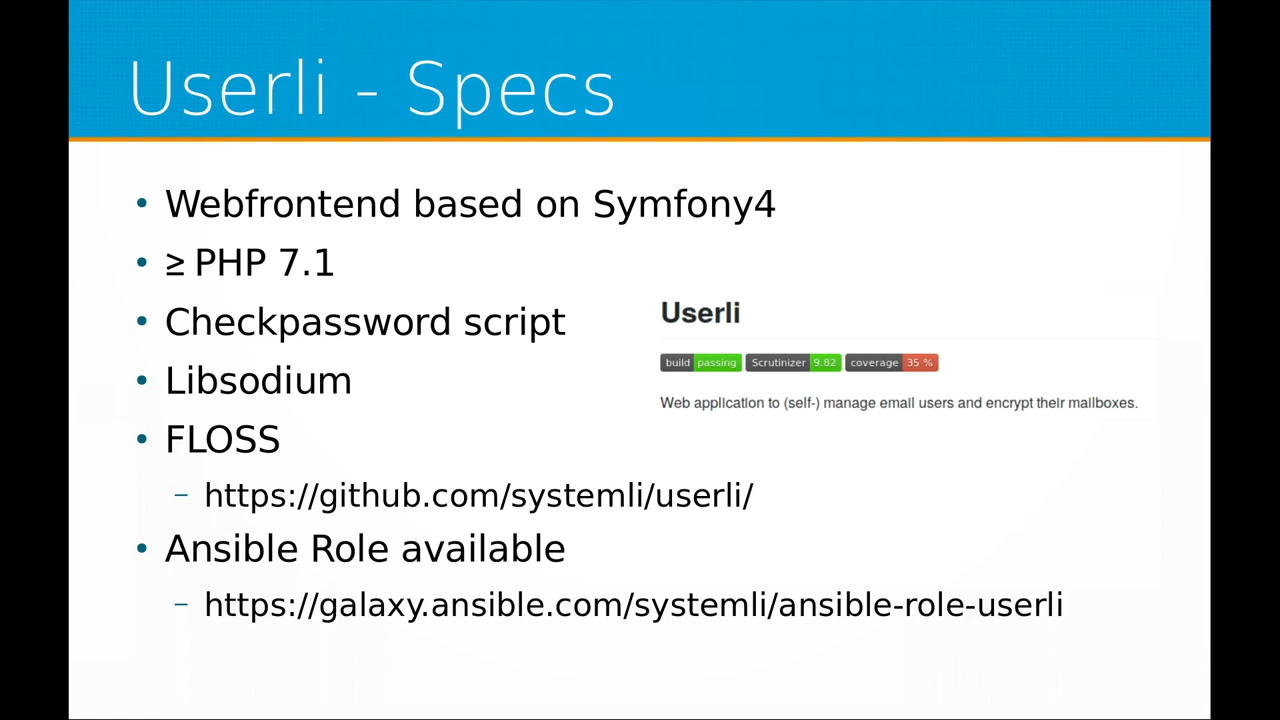 Userli - Specs
Webfrontend based on Symfony4
≥ PHP 7.1
Checkpassword script
Libsodium
FLOSS
– https://github.com/systemli/userli/
Ansible Role available
– https://galaxy.ansible.com/systemli/ansible-role-userli
Userli
build passing Scrutinizer 9.82 coverage 35 %
Web application to (self-) manage email users and encrypt their mailboxes.